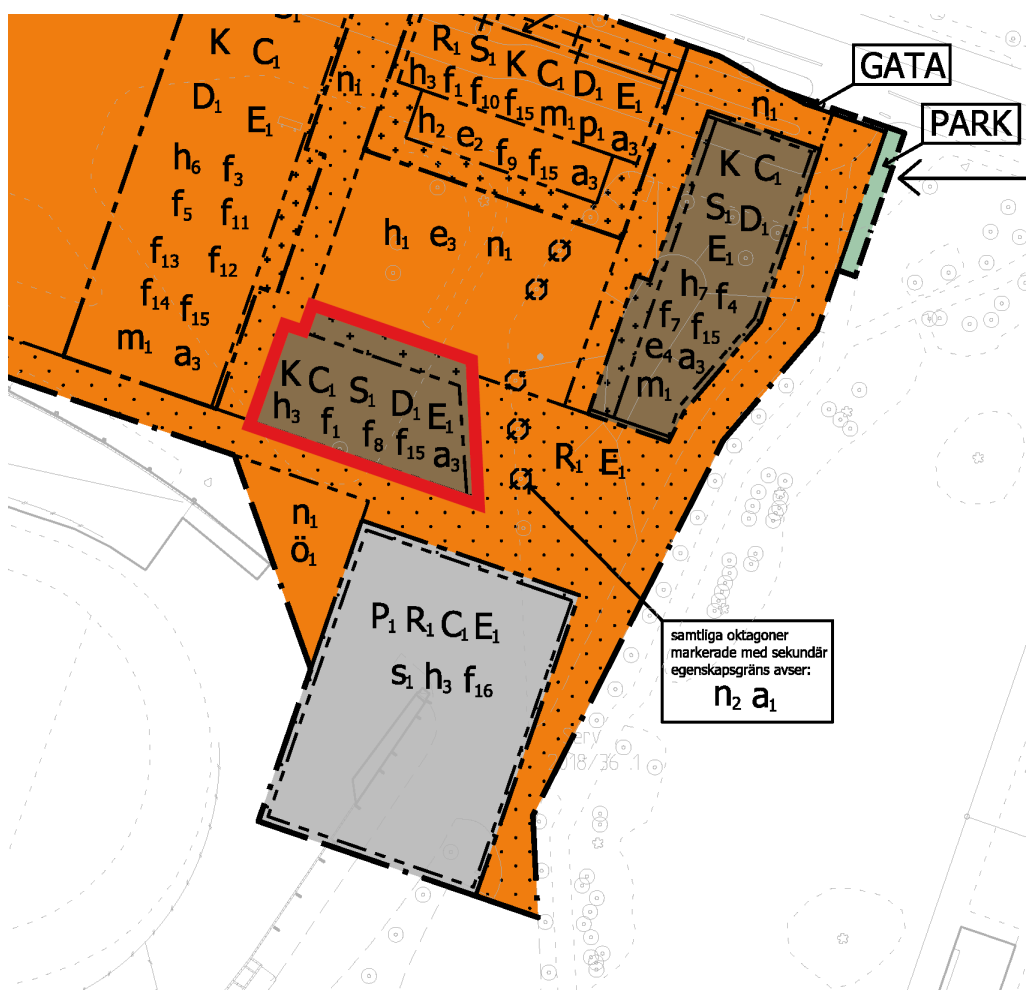 S₁
K C₁
D₁
E₁
h₆ f₃
f₅ f₁₁
f₁₃ f₁₂
f₁₄ f₁₅
m₁ a₃
n₁
R₁ S₁ K C₁ D₁ E₁
h₃ f₁ f₁₀ f₁₅ m₁ p₁ a₃
h₂ e₂ f₉ f₁₅ a₃
h₁ e₃ n₁
n₁
GATA
PARK
K C₁
S₁ D₁
E₁
h₇ f₄
f₇ f₁₅
e₄ a₃
m₁
K C₁ S₁ D₁ E₁
h₃ f₁ f₈ f₁₅ a₃
R₁ E₁
n₁
ö₁
P₁ R₁ C₁ E₁
s₁ h₃ f₁₆
samtliga oktagoner
markerade med sekundär
egenskapsgräns avser:
n₂ a₁